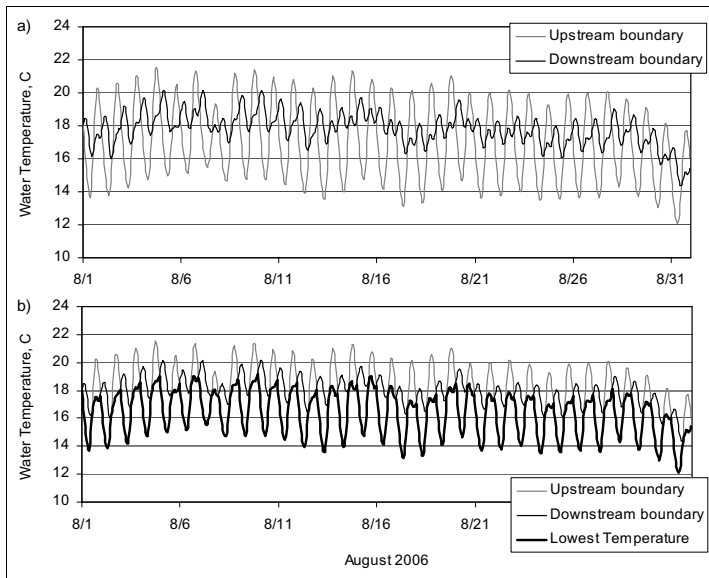 a)
24
22
20
18
16
14
12
10
Water Temperature, C
Upstream boundary
Downstream boundary
8/1 8/6 8/11 8/16 8/21 8/26 8/31
b)
24
22
20
18
16
14
12
10
Water Temperature, C
8/1 8/6 8/11 8/16 8/21
Upstream boundary
Downstream boundary
Lowest Temperature
August 2006